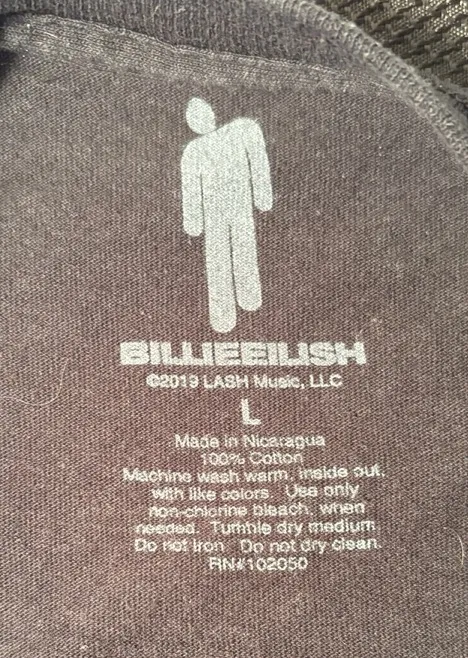 BILLIEEILISH
©2019 LASH Music, LLC
L
Made in Nicaragua
100% Cotton
Machine wash warm, inside out,
with like colors. Use only
non-chlorine bleach, when
needed. Tumble dry medium.
Do not iron Do not dry clean.
RN#102050